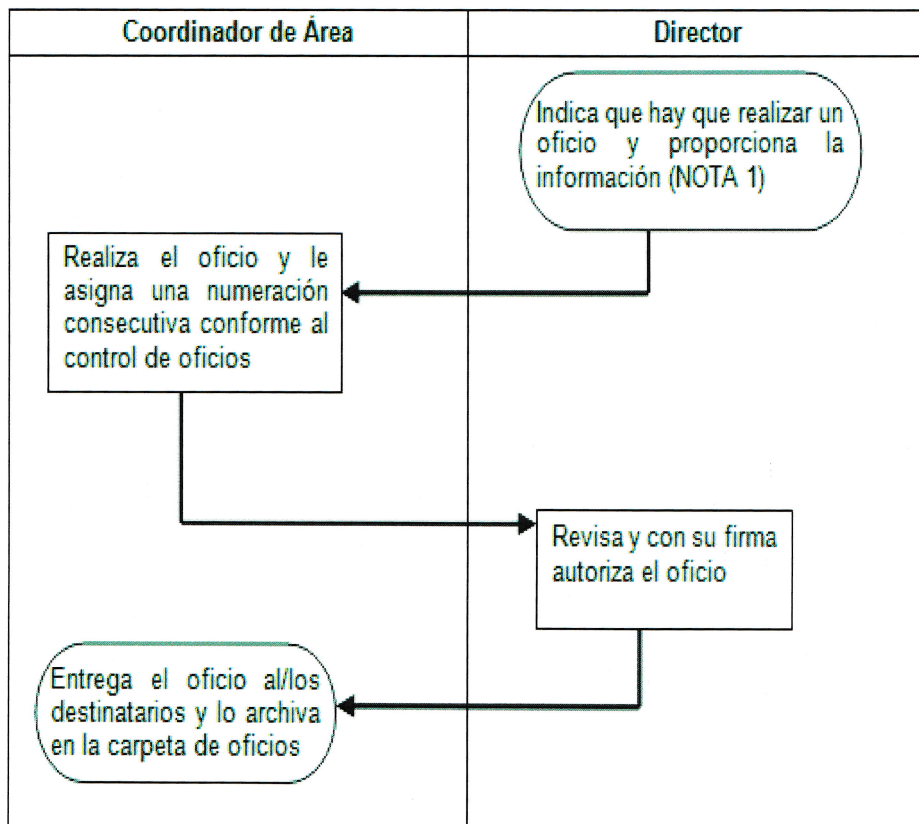 Coordinador de Área
Director
Indica que hay que realizar un
oficio y proporciona la
información (NOTA 1)
Realiza el oficio y le
asigna una numeración
consecutiva conforme al
control de oficios
Revisa y con su firma
autoriza el oficio
Entrega el oficio al/los
destinatarios y lo archiva
en la carpeta de oficios